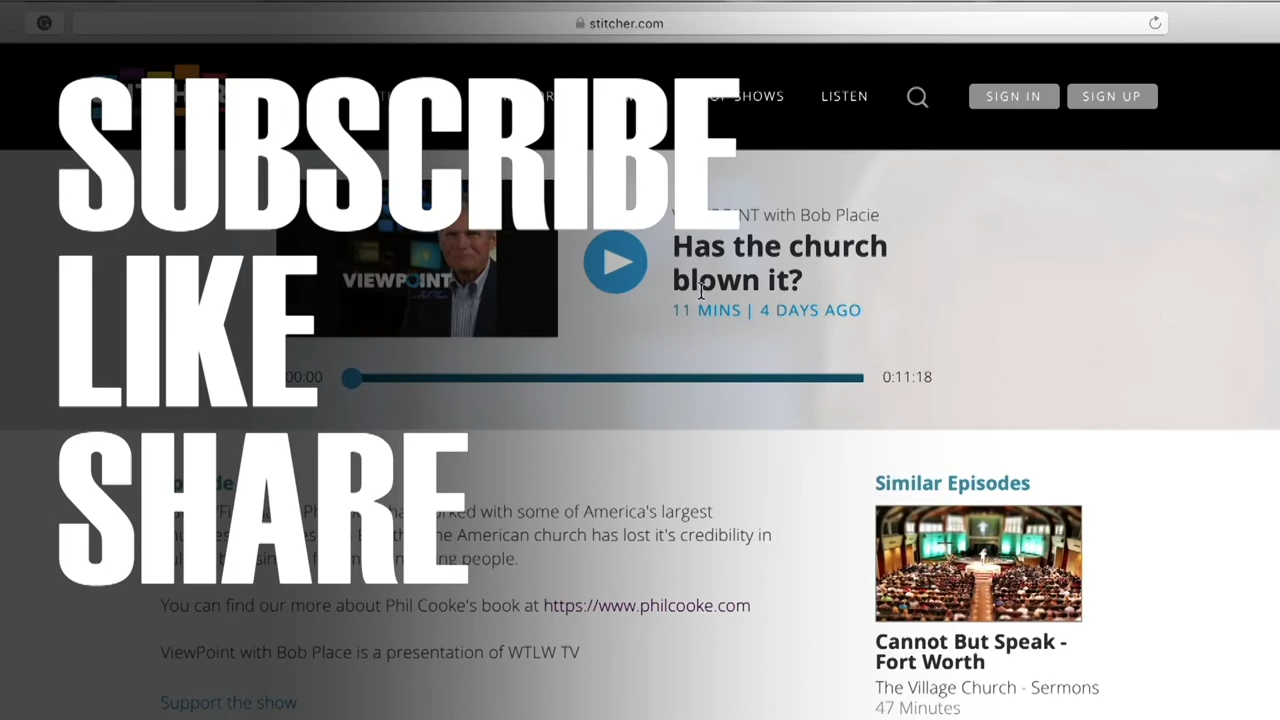 stitcher.com
SHOWS
LISTEN
SIGN IN
SIGN UP
SUBSCRIBE
LIKE
SHARE
VIEWPOINT
with Bob Placie
Has the church
blown it?
11 MINS | 4 DAYS AGO
0:11:18
with some of America's largest
American church has lost it's credibility in
people.
You can find our more about Phil Cooke's book at https://www.philcooke.com
ViewPoint with Bob Place is a presentation of WTLW TV
Support the show
Similar Episodes
Cannot But Speak -
Fort Worth
The Village Church - Sermons
47 Minutes